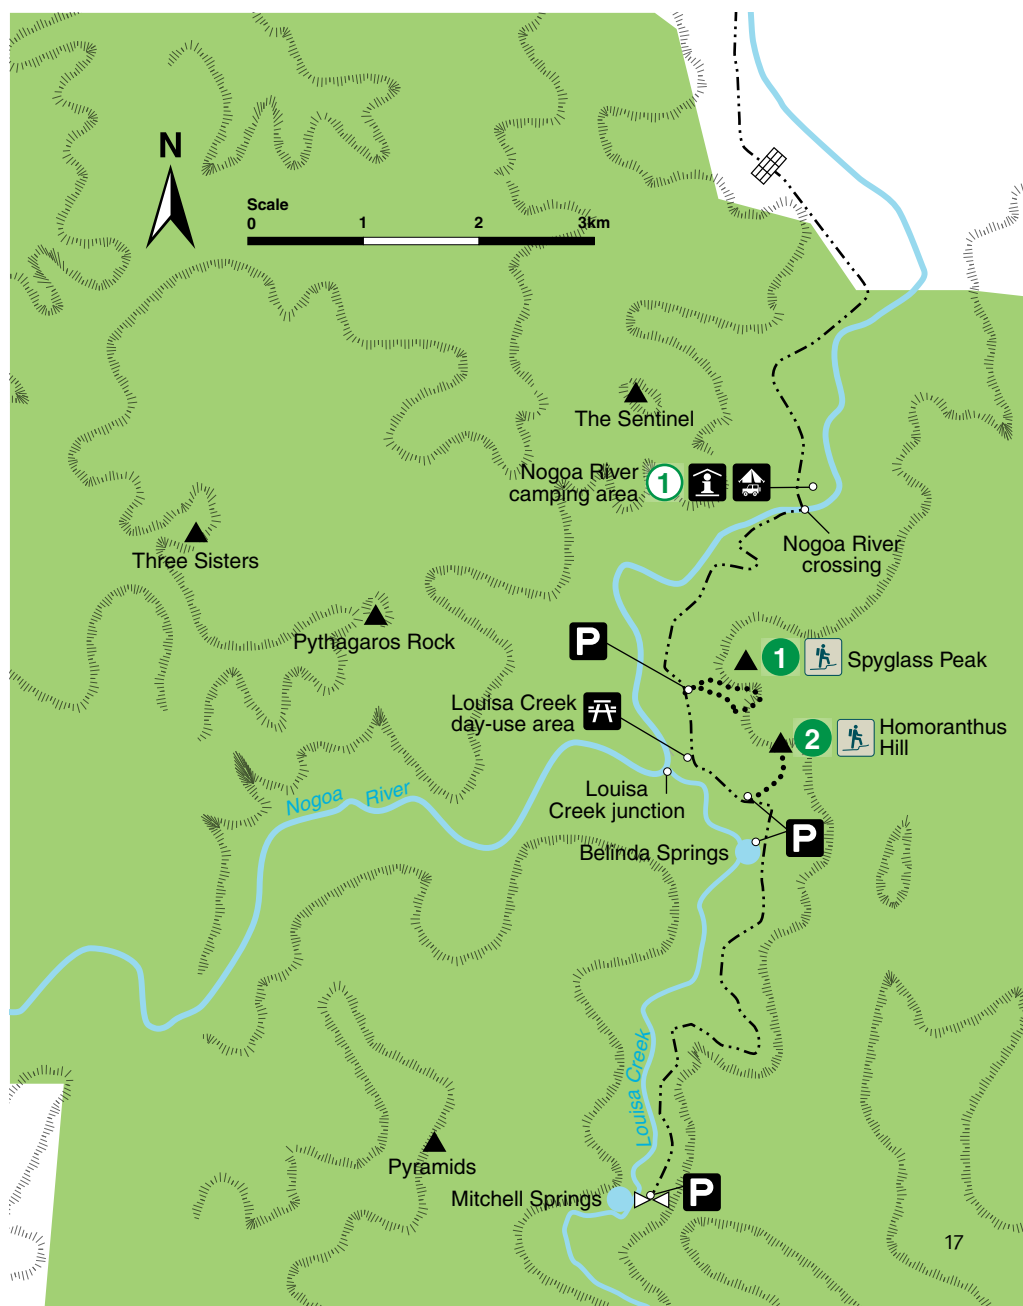 N
Scale
0 1 2 3km
The Sentinel
Nogoa River
camping area
1
Nogoa River
crossing
Three Sisters
Pythagaros Rock
P
1
Spyglass Peak
Louisa Creek
day-use area
2
Homoranthus
Hill
Nogoa River
Louisa
Creek junction
P
Belinda Springs
Louisa Creek
Pyramids
Mitchell Springs
P
17